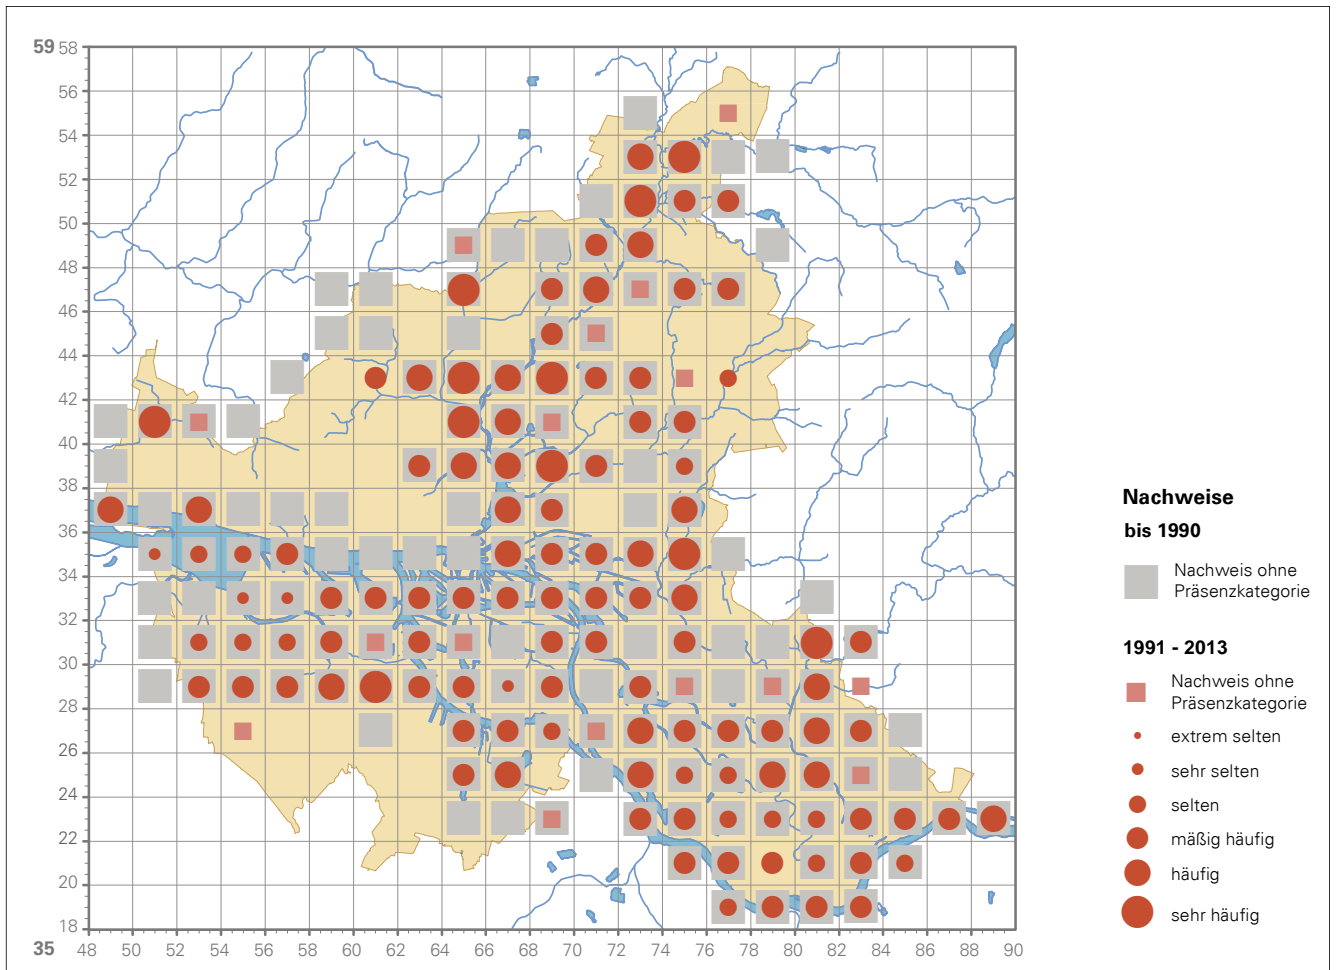 59 58
56
54
52
50
48
46
44
42
40
38
36
34
32
30
28
26
24
22
20
18
35
48 50 52 54 56 58 60 62 64 66 68 70 72 74 76 78 80 82 84 86 88 90
Nachweise
bis 1990
Nachweis ohne
Präsenzkategorie
1991 - 2013
Nachweis ohne
Präsenzkategorie
extrem selten
sehr selten
selten
mäßig häufig
häufig
sehr häufig